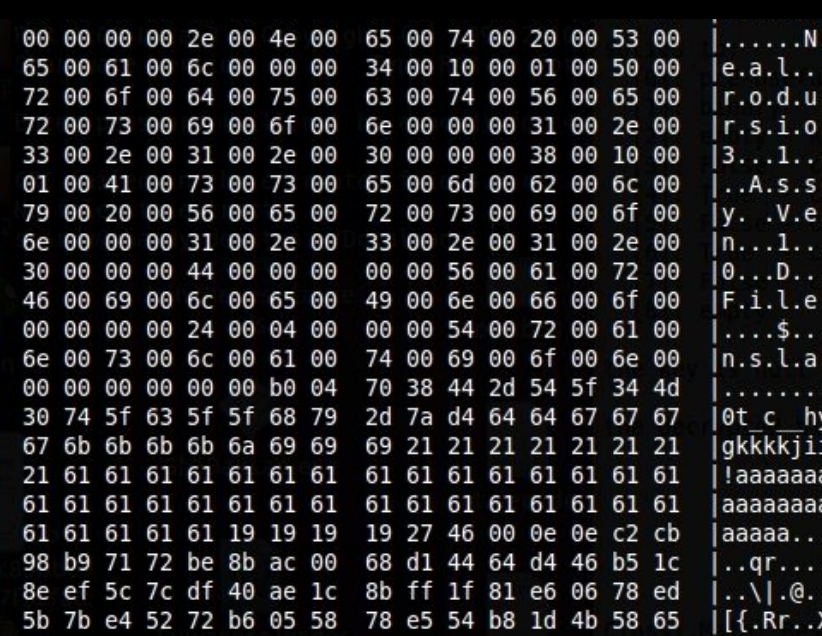 00 00 00 00 2e 00 4e 00 65 00 74 00 20 00 53 00 |......N
65 00 61 00 6c 00 00 00 34 00 10 00 01 00 50 00 |e.a.l..
72 00 6f 00 64 00 75 00 63 00 74 00 56 00 65 00 |r.o.d.u
72 00 73 00 69 00 6f 00 6e 00 00 00 31 00 2e 00 |r.s.i.o
33 00 2e 00 31 00 2e 00 30 00 00 00 38 00 10 00 |3...1..
01 00 41 00 73 00 73 00 65 00 6d 00 62 00 6c 00 |..A.s.s
79 00 20 00 56 00 65 00 72 00 73 00 69 00 6f 00 |y. .V.e
6e 00 00 00 31 00 2e 00 33 00 2e 00 31 00 2e 00 |n...1..
30 00 00 00 44 00 00 00 00 00 56 00 61 00 72 00 |0...D..
46 00 69 00 6c 00 65 00 49 00 6e 00 66 00 6f 00 |F.i.l.e
00 00 00 00 24 00 04 00 00 00 54 00 72 00 61 00 |....$..
6e 00 73 00 6c 00 61 00 74 00 69 00 6f 00 6e 00 |n.s.l.a
00 00 00 00 00 00 b0 04 70 38 44 2d 54 5f 34 4d |.......
30 74 5f 63 5f 5f 68 79 2d 7a d4 64 64 67 67 67 |0t_c__hy
67 6b 6b 6b 6b 6a 69 69 69 21 21 21 21 21 21 21 |gkkkkjii
21 61 61 61 61 61 61 61 61 61 61 61 61 61 61 61 |!aaaaaaa
61 61 61 61 61 61 61 61 61 61 61 61 61 61 61 61 |aaaaaaaa
61 61 61 61 61 19 19 19 19 27 46 00 0e 0e c2 cb |aaaaa..
98 b9 71 72 be 8b ac 00 68 d1 44 64 d4 46 b5 1c |..qr...
8e ef 5c 7c df 40 ae 1c 8b ff 1f 81 e6 06 78 ed |..\|.@.
5b 7b e4 52 72 b6 05 58 78 e5 54 b8 1d 4b 58 65 |[{.Rr..X